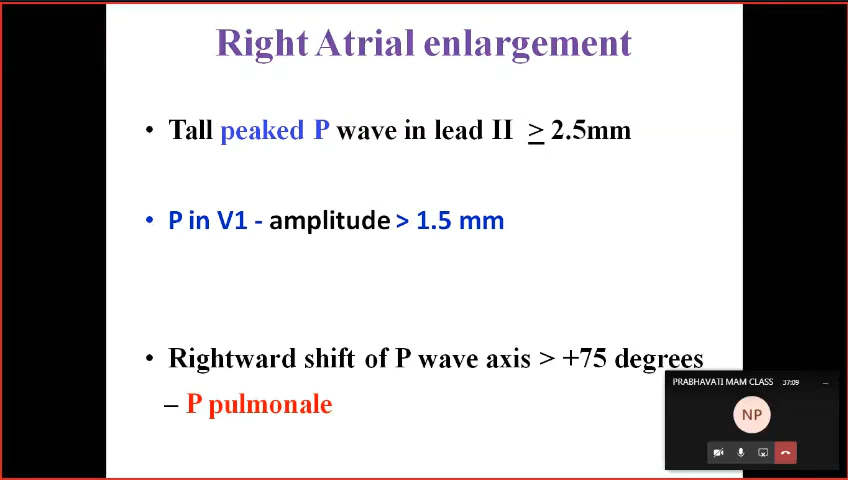 Right Atrial enlargement
• Tall peaked P wave in lead II ≥ 2.5mm
• P in V1 - amplitude > 1.5 mm
• Rightward shift of P wave axis > +75 degrees
– P pulmonale
PRABHAVATI MAM CLASS 37:09
NP